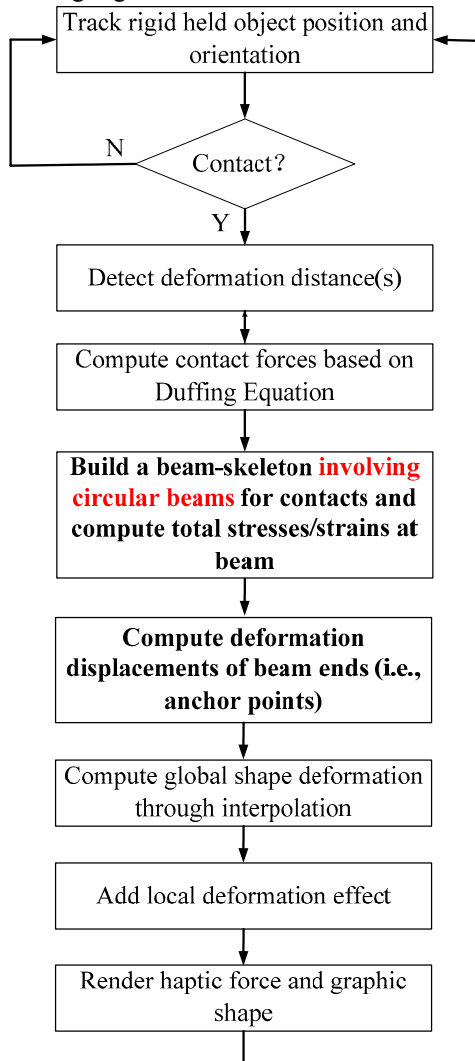 Track rigid held object position and
orientation
N
Contact?
Y
Detect deformation distance(s)
Compute contact forces based on
Duffing Equation
Build a beam-skeleton involving
circular beams for contacts and
compute total stresses/strains at
beam
Compute deformation
displacements of beam ends (i.e.,
anchor points)
Compute global shape deformation
through interpolation
Add local deformation effect
Render haptic force and graphic
shape